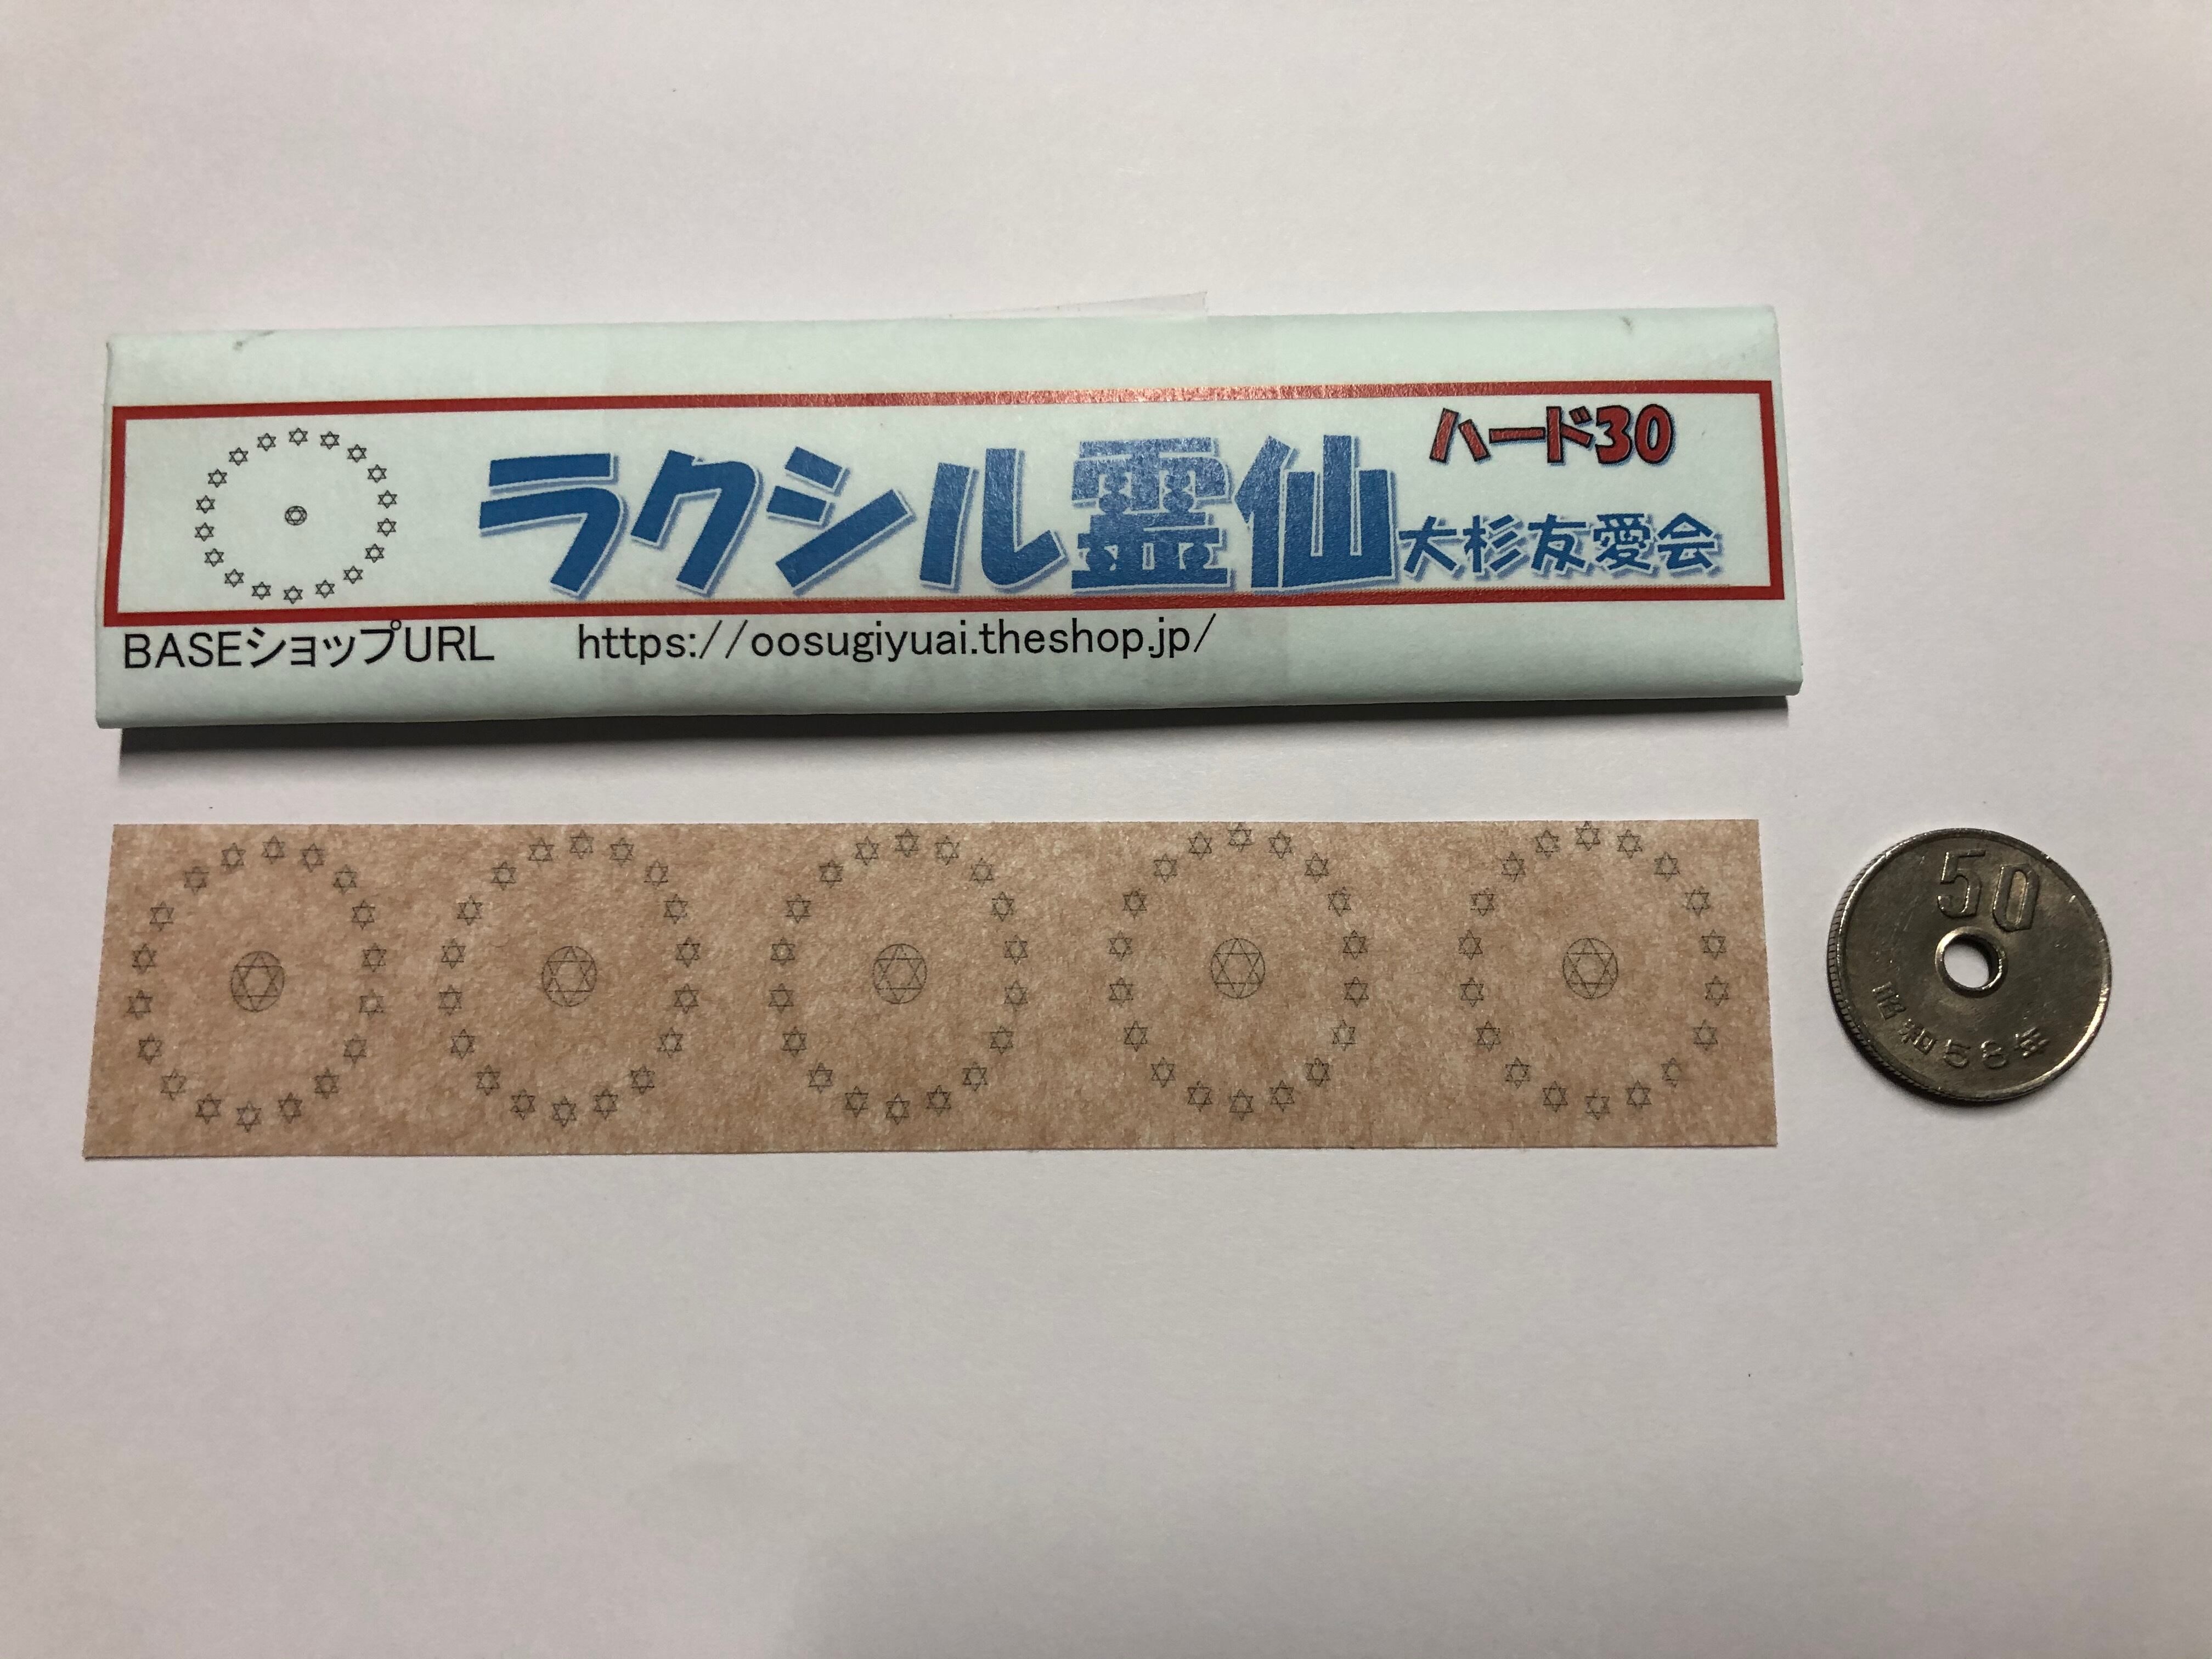 ハード30
ラクシル霊仙大杉友愛会
BASEショップURL https://oosugiyuai.theshop.jp/
50
昭和58年